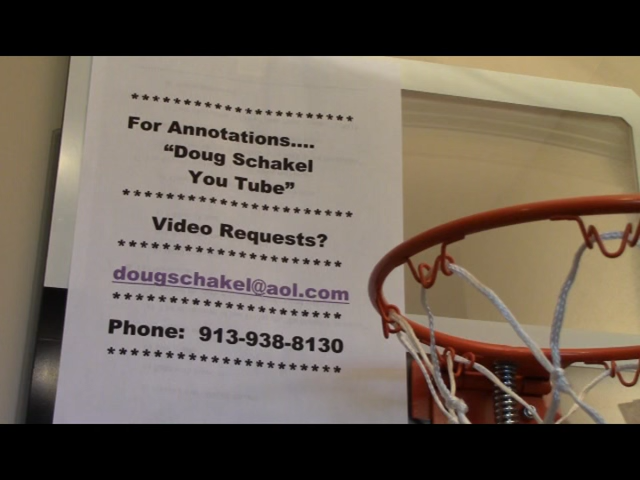 ********************
For Annotations....
“Doug Schakel
You Tube”
*********************
Video Requests?
********************
dougschakel@aol.com
*********************
Phone:  913-938-8130
*********************